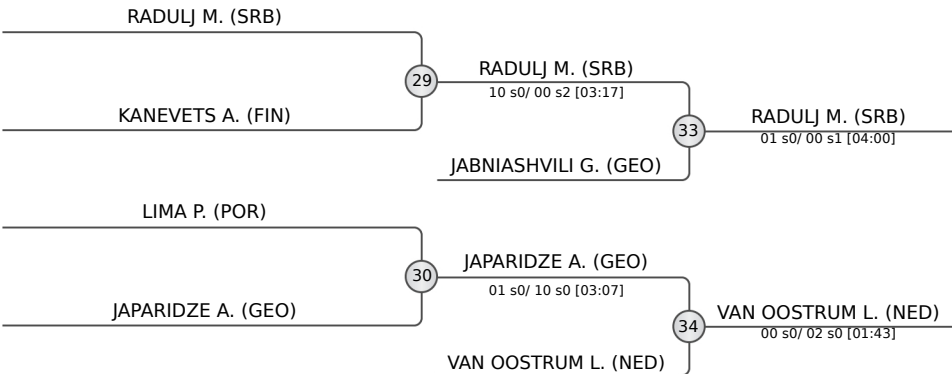 RADULJ M. (SRB)
KANEVETS A. (FIN)
29
RADULJ M. (SRB)
10 s0/ 00 s2 [03:17]
JABNIASHVILI G. (GEO)
33
RADULJ M. (SRB)
01 s0/ 00 s1 [04:00]
LIMA P. (POR)
JAPARIDZE A. (GEO)
30
JAPARIDZE A. (GEO)
01 s0/ 10 s0 [03:07]
VAN OOSTRUM L. (NED)
34
VAN OOSTRUM L. (NED)
00 s0/ 02 s0 [01:43]